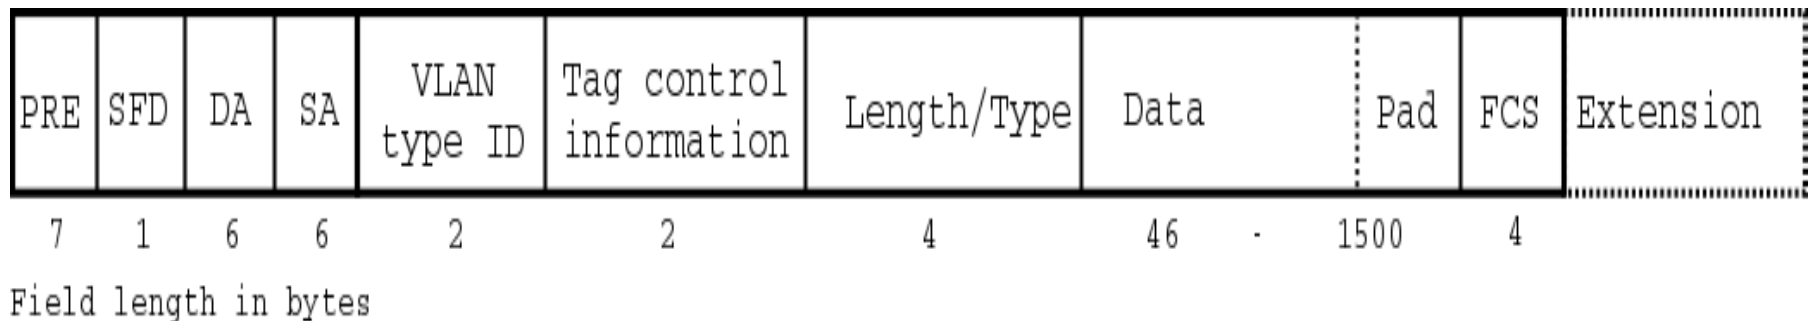 PRE SFD DA SA VLAN type ID Tag control information Length/Type Data Pad FCS Extension
7 1 6 6 2 2 4 46 - 1500 4
Field length in bytes